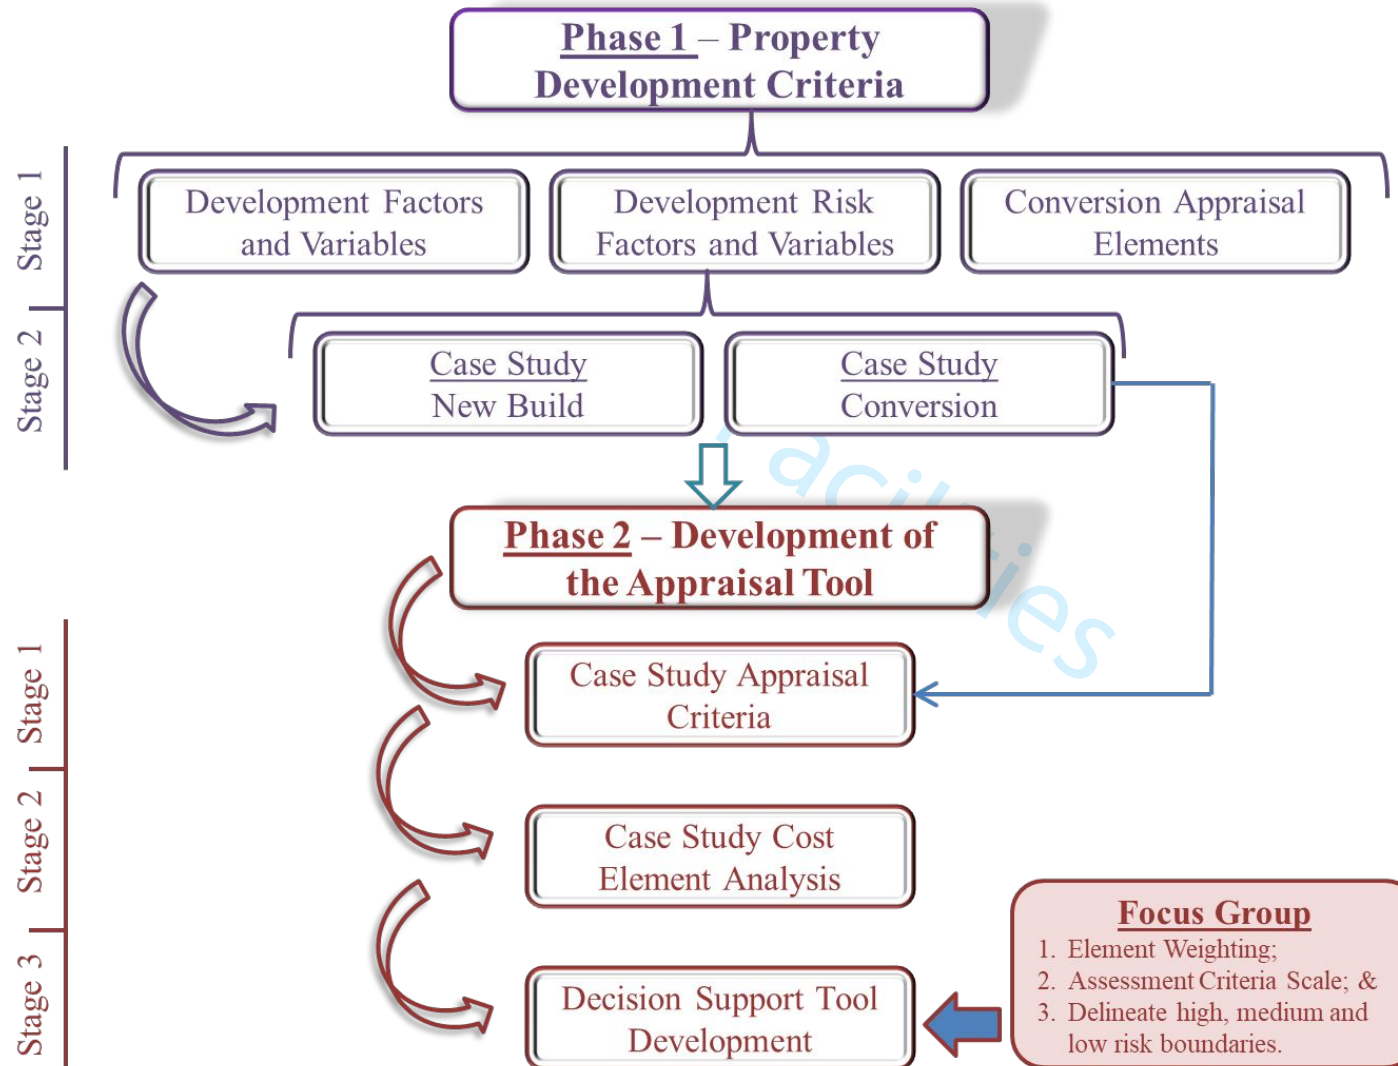 Phase 1 – Property
Development Criteria
Stage 1
Development Factors
and Variables
Development Risk
Factors and Variables
Conversion Appraisal
Elements
Stage 2
Case Study
New Build
Case Study
Conversion
Facilities
Phase 2 – Development of
the Appraisal Tool
Stage 1
Case Study Appraisal
Criteria
Stage 2
Case Study Cost
Element Analysis
Stage 3
Decision Support Tool
Development
Focus Group
1. Element Weighting;
2. Assessment Criteria Scale; &
3. Delineate high, medium and
low risk boundaries.